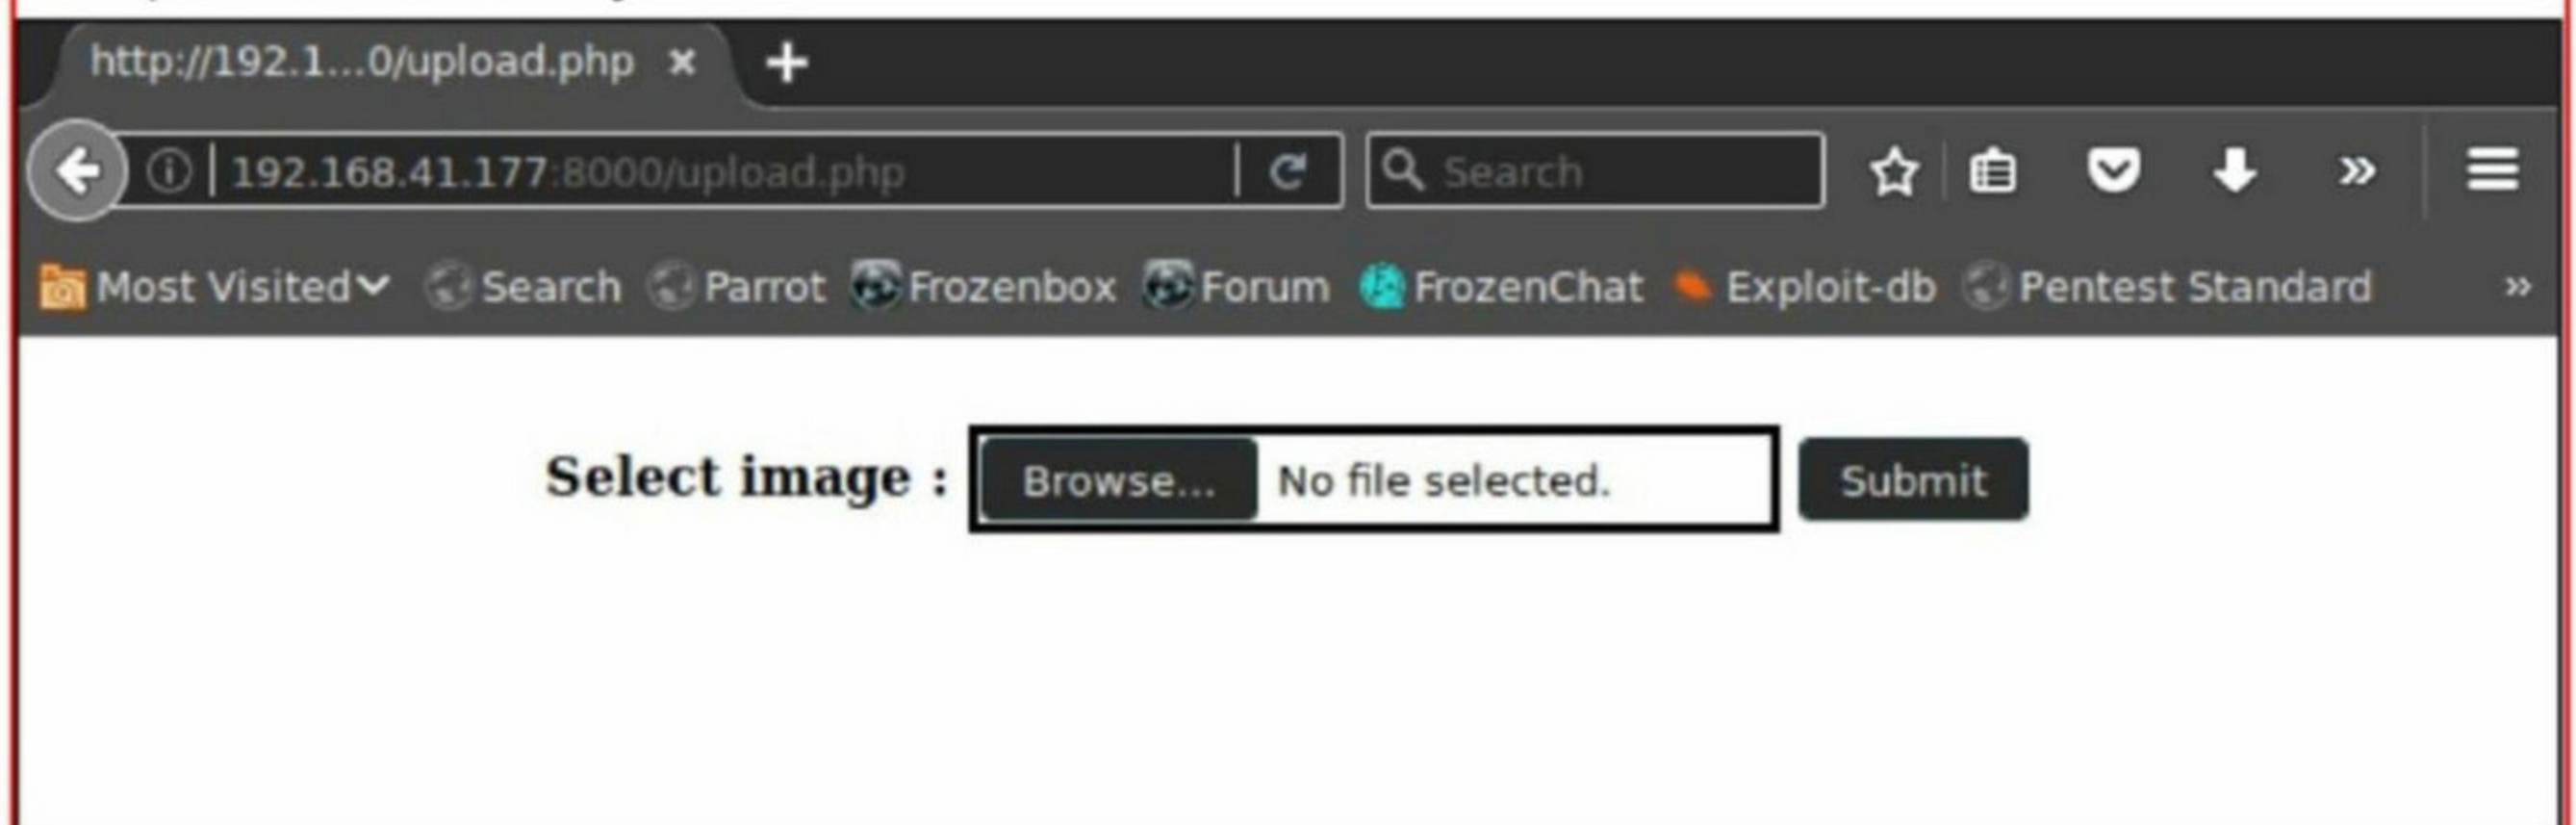 http://192.1...0/upload.php
192.168.41.177:8000/upload.php Search
Most Visited Search Parrot Frozenbox Forum FrozenChat Exploit-db Pentest Standard
Select image : Browse... No file selected. Submit